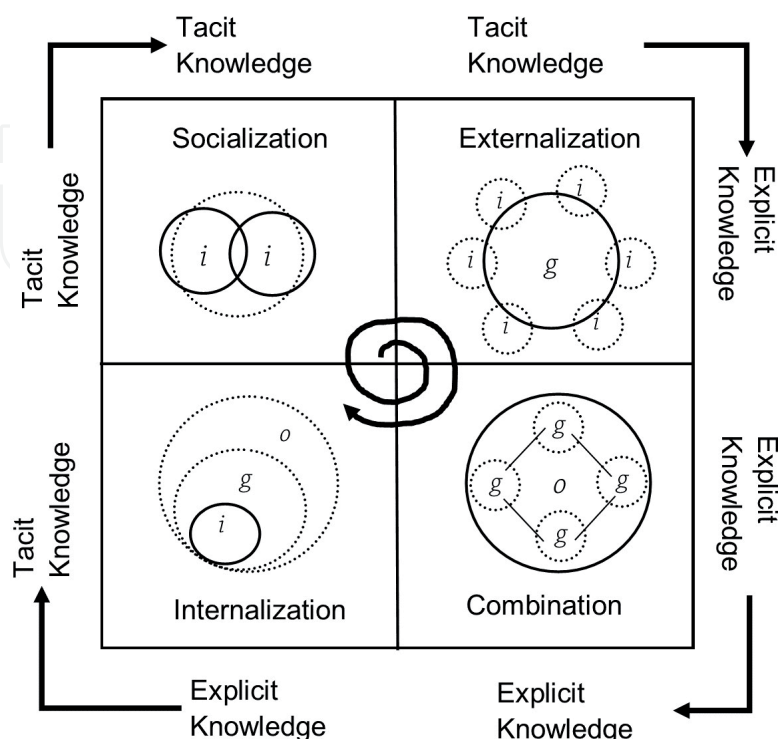 Tacit
Knowledge
Tacit
Knowledge
Socialization
Externalization
i
i
i
i
i
g
i
i
i
Tacit
Knowledge
Explicit
Knowledge
o
g
i
g
g
o
g
g
Tacit
Knowledge
Explicit
Knowledge
Internalization
Combination
Explicit
Knowledge
Explicit
Knowledge